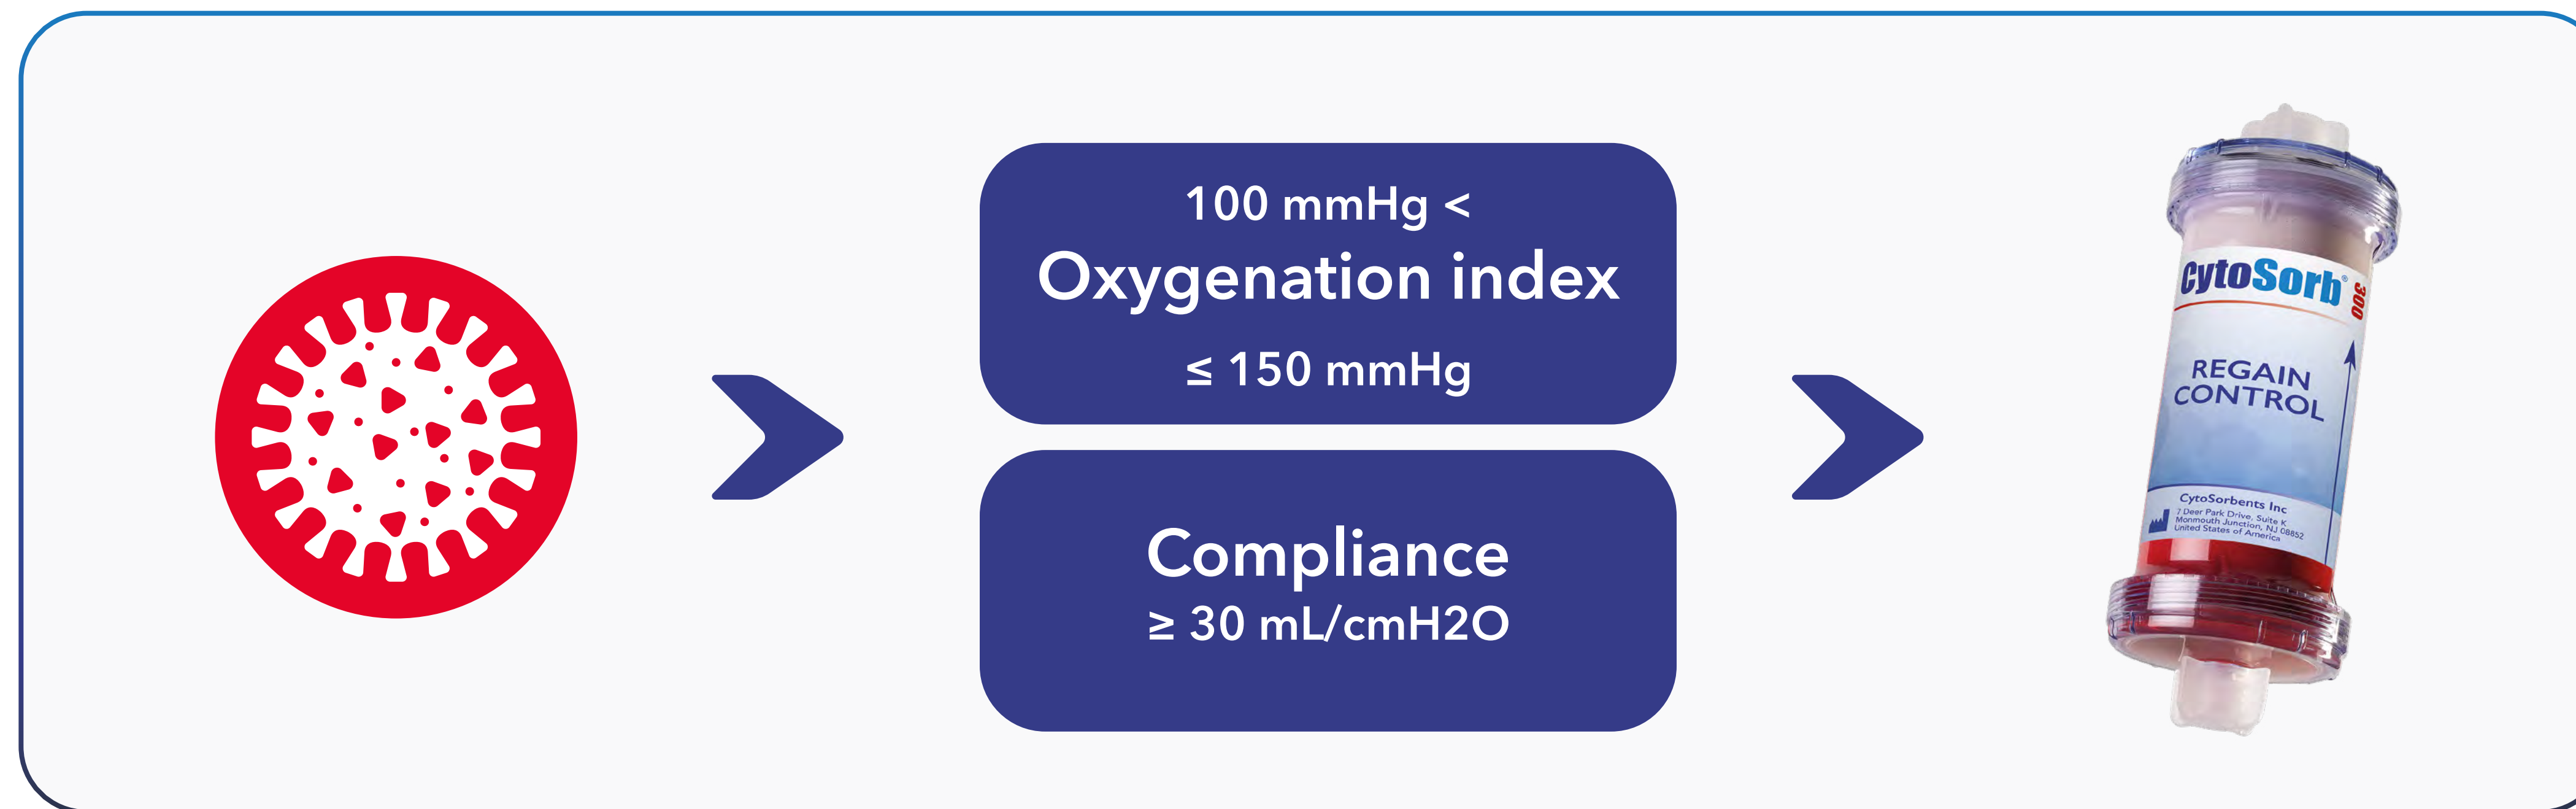 100 mmHg <
Oxygenation index
≤ 150 mmHg
Compliance
≥ 30 mL/cmH2O
CytoSorb®
300
REGAIN
CONTROL
CytoSorbents Inc
7 Deer Park Drive, Suite K
Monmouth Junction, NJ 08852
United States of America